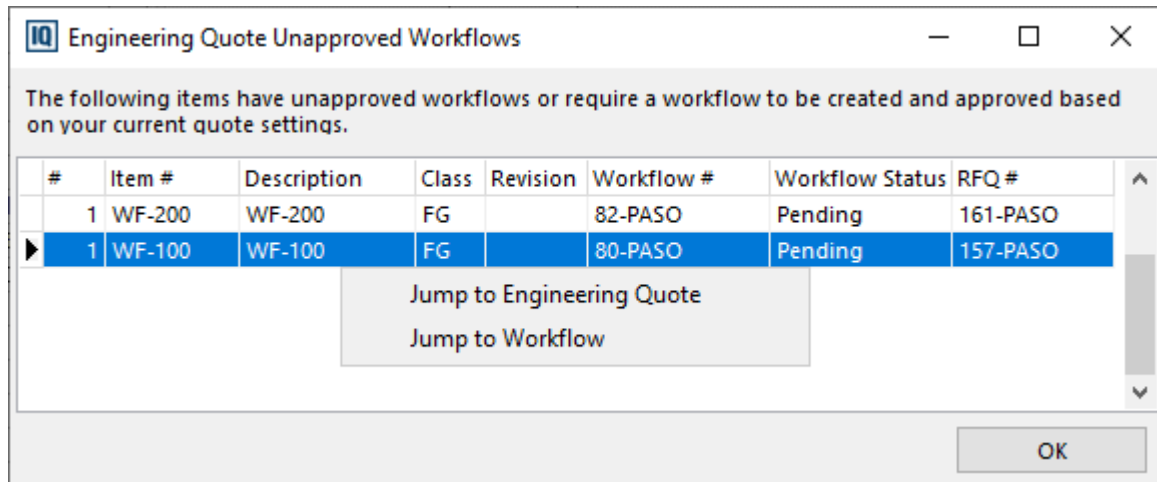 IQ Engineering Quote Unapproved Workflows
The following items have unapproved workflows or require a workflow to be created and approved based
on your current quote settings.
# Item # Description Class Revision Workflow # Workflow Status RFQ #
1 WF-200 WF-200 FG 82-PASO Pending 161-PASO
1 WF-100 WF-100 FG 80-PASO Pending 157-PASO
Jump to Engineering Quote
Jump to Workflow
OK